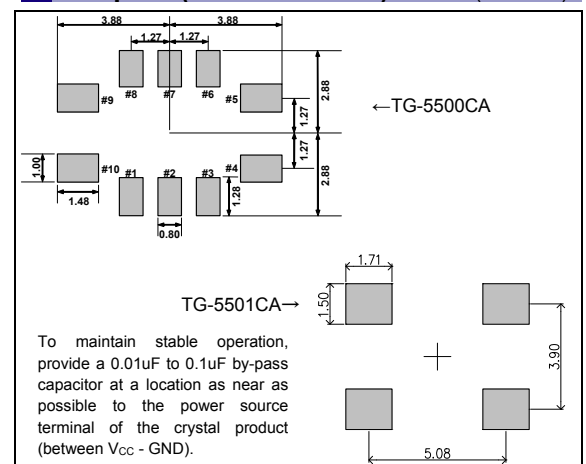 3.88 3.88
1.27 1.27
#8 #7 #6
#9 #5
1.27
2.88
←TG-5500CA
1.27
2.88
1.00
#10 #1 #2 #3 #4
1.48
1.28
0.80
1.71
TG-5501CA→
1.50
3.90
5.08
To maintain stable operation,
provide a 0.01uF to 0.1uF by-pass
capacitor at a location as near as
possible to the power source
terminal of the crystal product
(between VCC - GND).